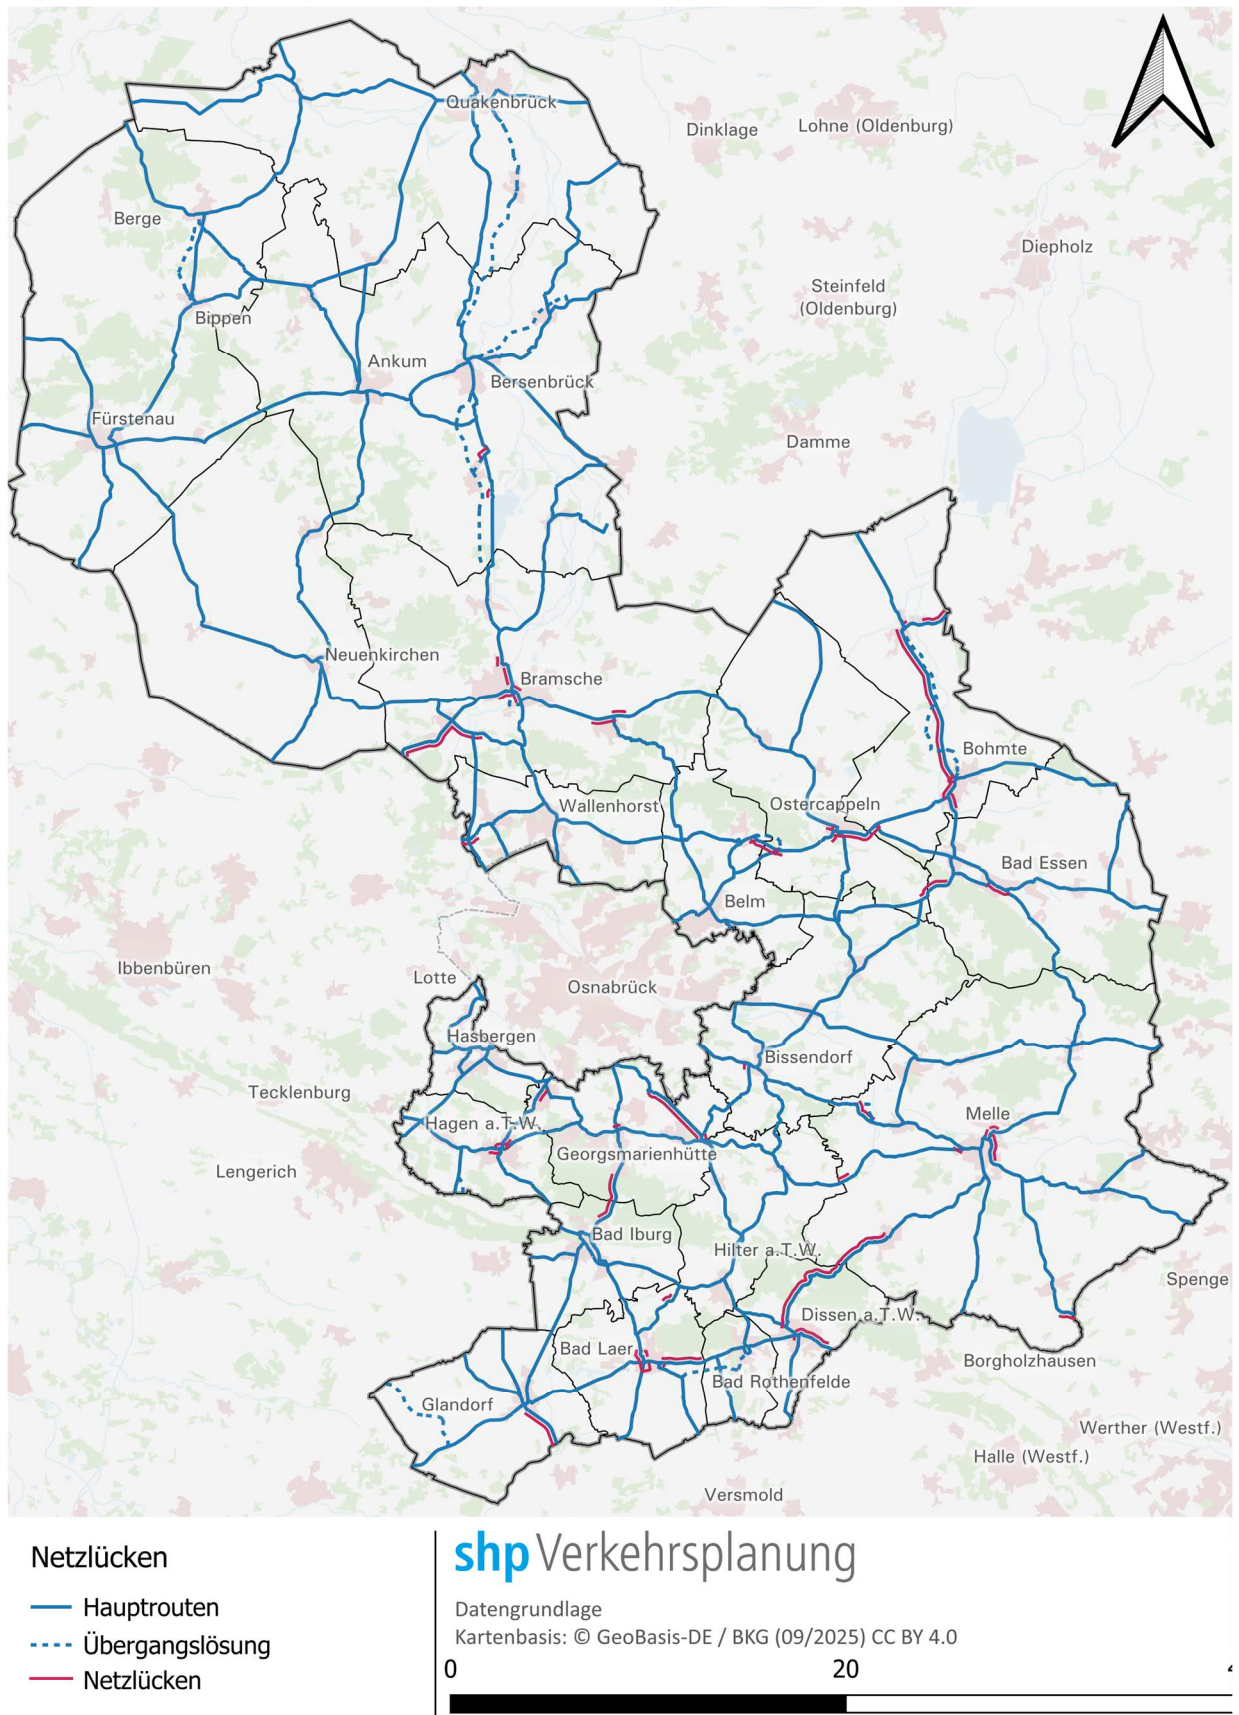 Quakenbrück
Dinklage
Lohne (Oldenburg)
Berge
Diepholz
Steinfeld
(Oldenburg)
Bippen
Ankum
Bersenbrück
Fürstenau
Damme
Neuenkirchen
Bramsche
Bohmte
Wallenhorst
Ostercappeln
Bad Essen
Belm
Ibbenbüren
Lotte
Osnabrück
Hasbergen
Bissendorf
Tecklenburg
Melle
Hagen a.T.W.
Georgsmarienhütte
Lengerich
Bad Iburg
Hilter a.T.W.
Spenge
Dissen a.T.W.
Bad Laer
Borgholzhausen
Bad Rothenfelde
Glandorf
Werther (Westf.)
Halle (Westf.)
Versmold
Netzlücken
Hauptrouten
Übergangslösung
Netzlücken
shp Verkehrsplanung
Datengrundlage
Kartenbasis: © GeoBasis-DE / BKG (09/2025) CC BY 4.0
0 20